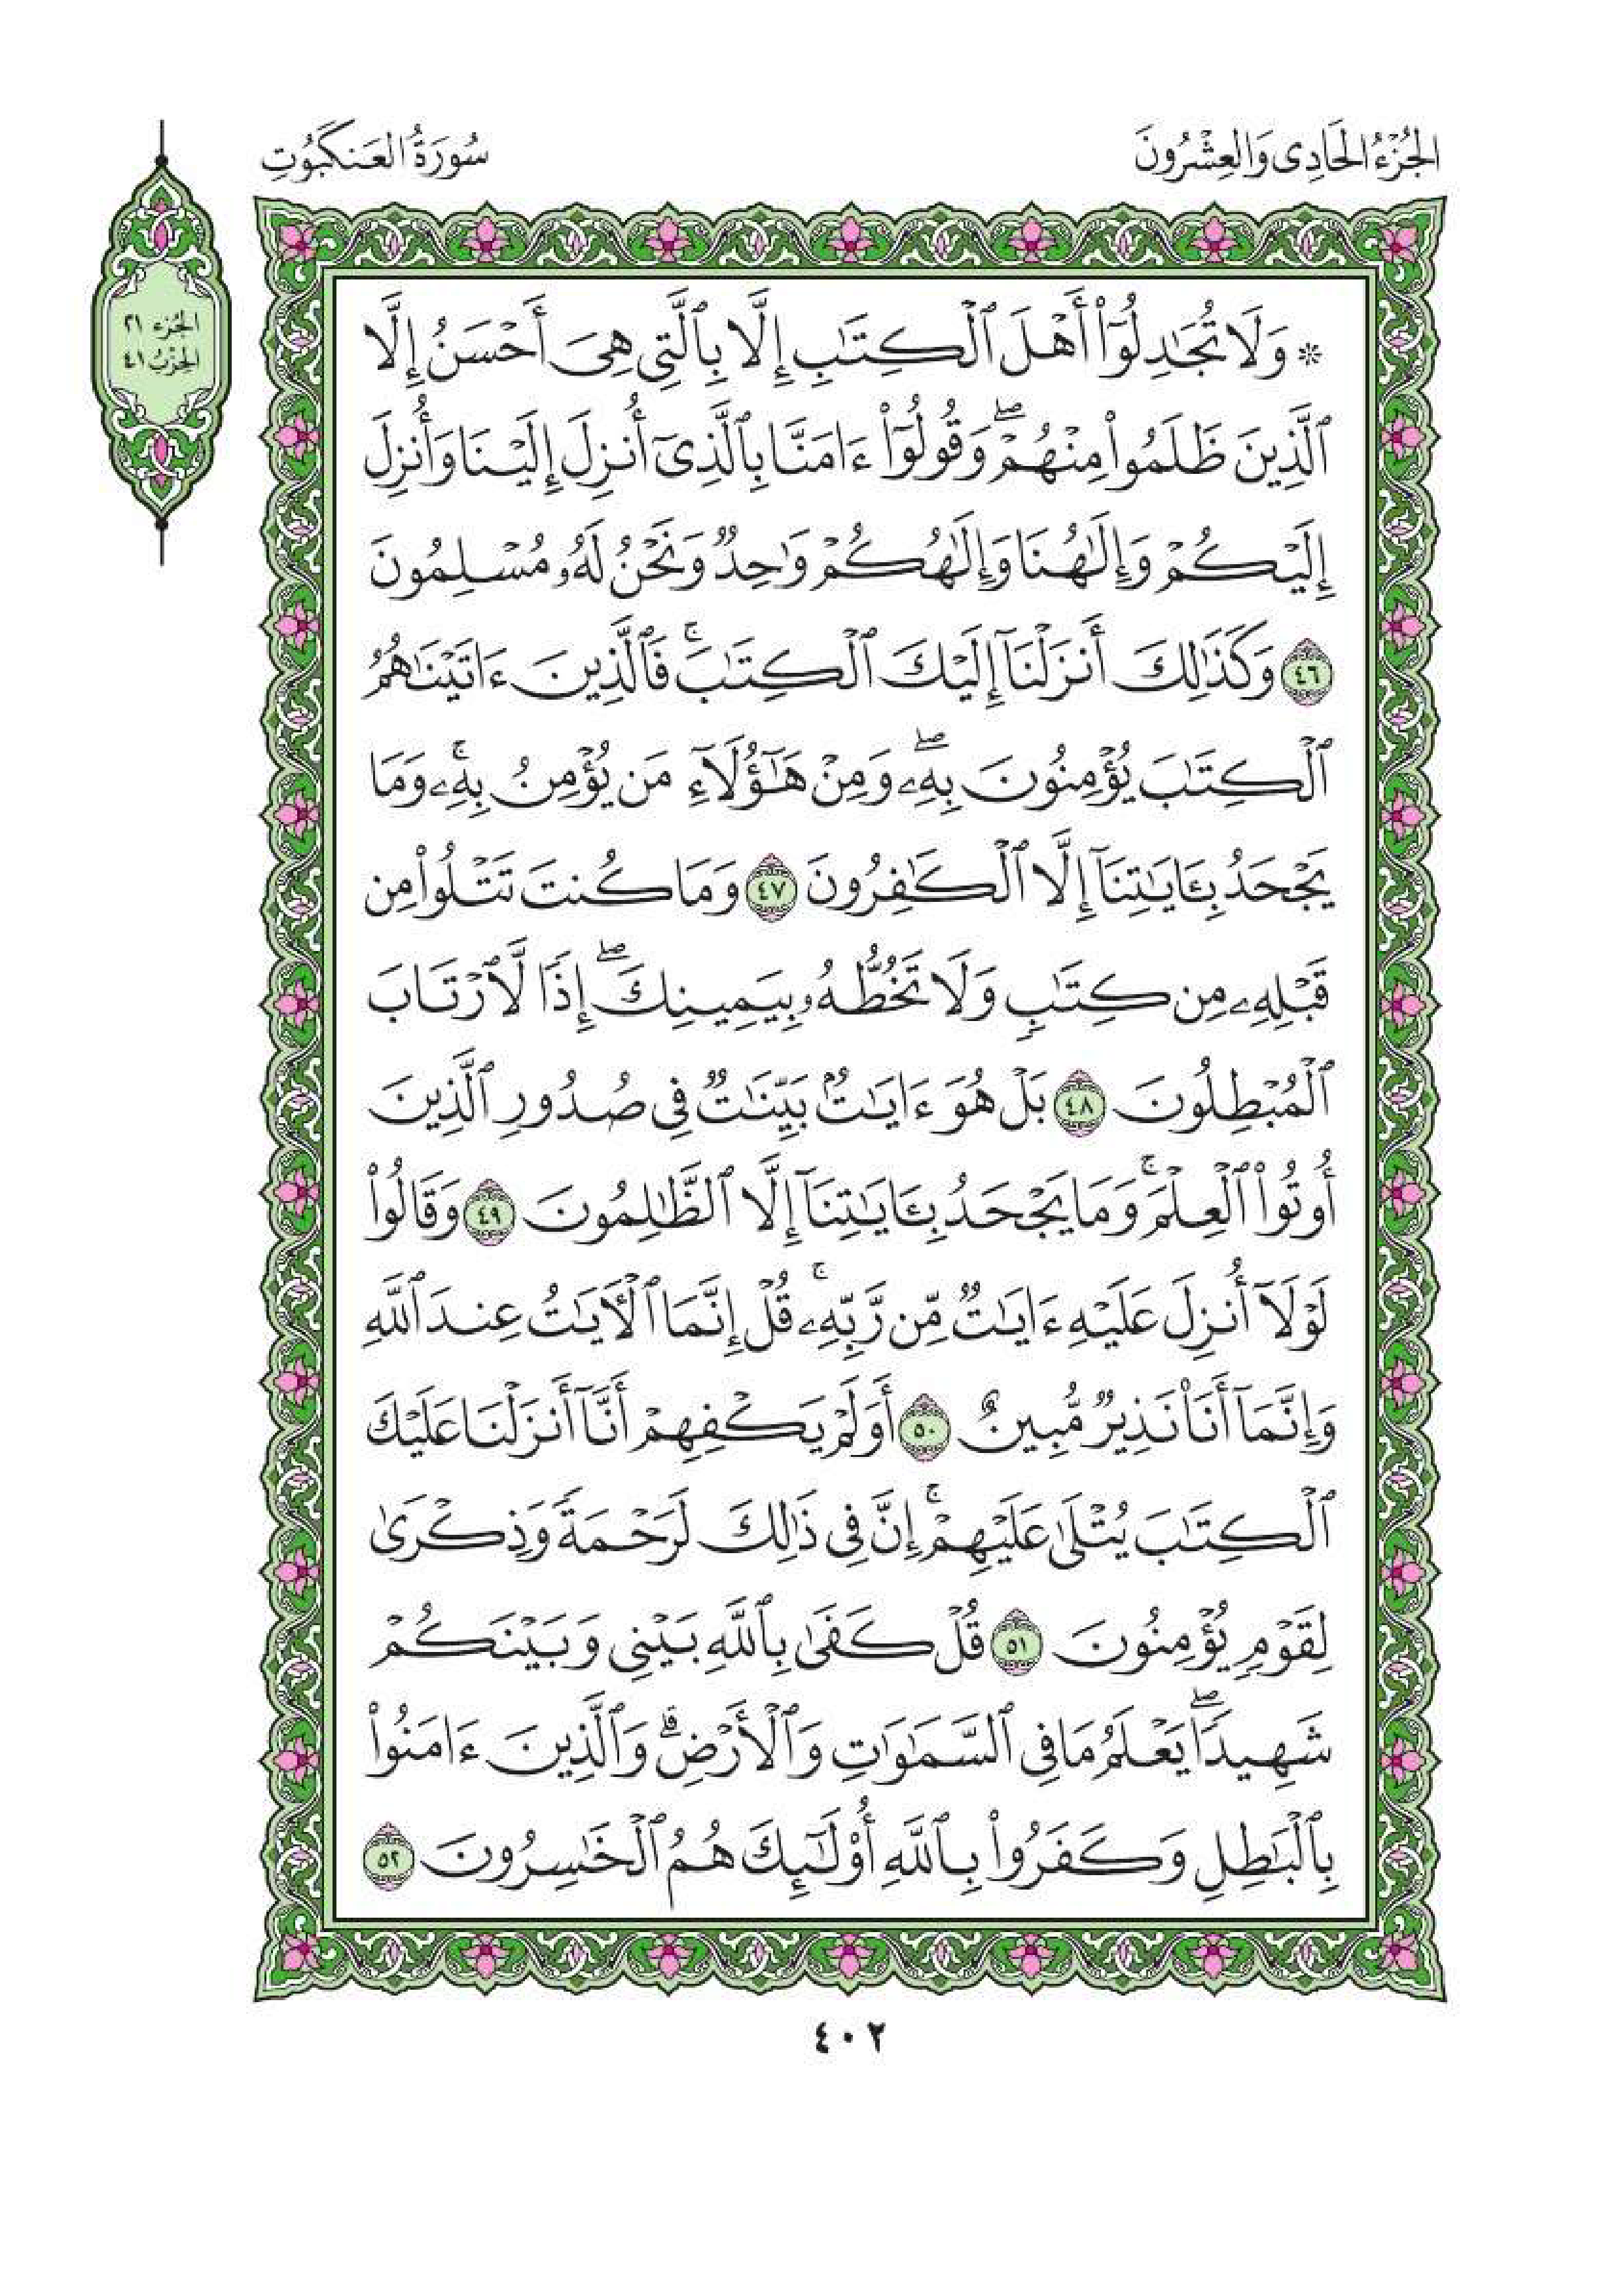 الجُزْءُ الحَادِى وَالعِشْرُونَ
سُورَةُ العَنكَبُوتِ
الجُزء ٢١
الحِزْبُ ٤١
* وَلَا تُجَٰدِلُوٓا۟ أَهْلَ ٱلْكِتَٰبِ إِلَّا بِٱلَّتِى هِىَ أَحْسَنُ إِلَّا
ٱلَّذِينَ ظَلَمُوا۟ مِنْهُمْ ۖ وَقُولُوٓا۟ ءَامَنَّا بِٱلَّذِىٓ أُنزِلَ إِلَيْنَا وَأُنزِلَ
إِلَيْكُمْ وَإِلَٰهُنَا وَإِلَٰهُكُمْ وَٰحِدٌ وَنَحْنُ لَهُۥ مُسْلِمُونَ
٤٦ وَكَذَٰلِكَ أَنزَلْنَآ إِلَيْكَ ٱلْكِتَٰبَ ۚ فَٱلَّذِينَ ءَاتَيْنَٰهُمُ
ٱلْكِتَٰبَ يُؤْمِنُونَ بِهِۦ ۖ وَمِنْ هَٰٓؤُلَآءِ مَن يُؤْمِنُ بِهِۦ ۚ وَمَا
يَجْحَدُ بِـَٔايَٰتِنَآ إِلَّا ٱلْكَٰفِرُونَ ٤٧ وَمَا كُنتَ تَتْلُوا۟ مِن
قَبْلِهِۦ مِن كِتَٰبٍ وَلَا تَخُطُّهُۥ بِيَمِينِكَ ۖ إِذًا لَّٱرْتَابَ
ٱلْمُبْطِلُونَ ٤٨ بَلْ هُوَ ءَايَٰتٌۢ بَيِّنَٰتٌ فِى صُدُورِ ٱلَّذِينَ
أُوتُوا۟ ٱلْعِلْمَ ۚ وَمَا يَجْحَدُ بِـَٔايَٰتِنَآ إِلَّا ٱلظَّٰلِمُونَ ٤٩ وَقَالُوا۟
لَوْلَآ أُنزِلَ عَلَيْهِ ءَايَٰتٌ مِّن رَّبِّهِۦ ۚ قُلْ إِنَّمَا ٱلْءَايَٰتُ عِندَ ٱللَّهِ
وَإِنَّمَآ أَنَا۠ نَذِيرٌ مُّبِينٌ ٥٠ أَوَلَمْ يَكْفِهِمْ أَنَّآ أَنزَلْنَا عَلَيْكَ
ٱلْكِتَٰبَ يُتْلَىٰ عَلَيْهِمْ ۚ إِنَّ فِى ذَٰلِكَ لَرَحْمَةً وَذِكْرَىٰ
لِقَوْمٍ يُؤْمِنُونَ ٥١ قُلْ كَفَىٰ بِٱللَّهِ بَيْنِى وَبَيْنَكُمْ
شَهِيدًا ۖ يَعْلَمُ مَا فِى ٱلسَّمَٰوَٰتِ وَٱلْأَرْضِ ۗ وَٱلَّذِينَ ءَامَنُوا۟
بِٱلْبَٰطِلِ وَكَفَرُوا۟ بِٱللَّهِ أُو۟لَٰٓئِكَ هُمُ ٱلْخَٰسِرُونَ ٥٢
٤٠٢